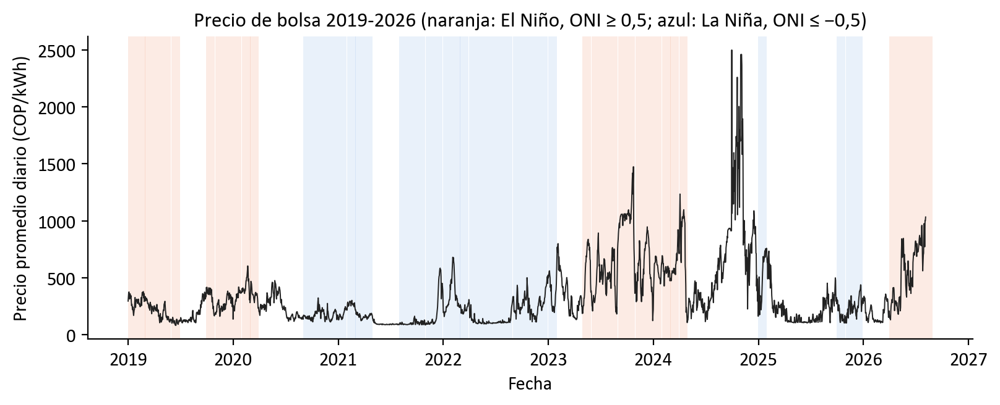 Precio de bolsa 2019-2026 (naranja: El Niño, ONI ≥ 0,5; azul: La Niña, ONI ≤ −0,5)
Precio promedio diario (COP/kWh)
2500
2000
1500
1000
500
0
2019 2020 2021 2022 2023 2024 2025 2026 2027
Fecha